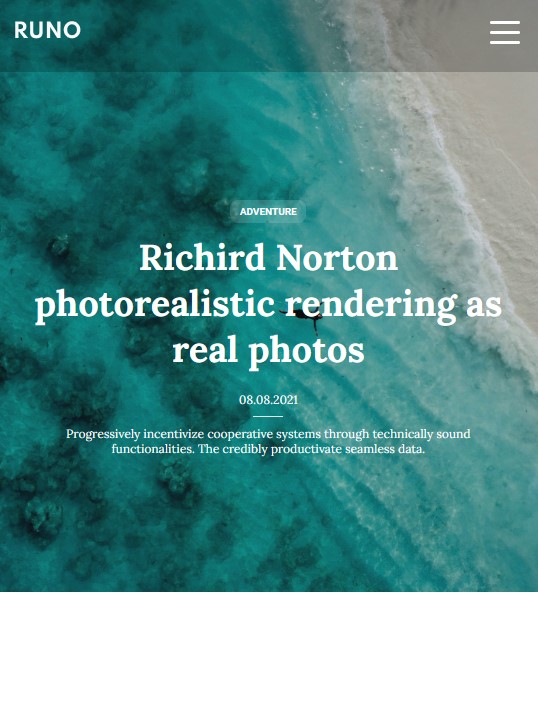 RUNO
ADVENTURE
Richird Norton
photorealistic rendering as
real photos
08.08.2021
Progressively incentivize cooperative systems through technically sound
functionalities. The credibly productivate seamless data.